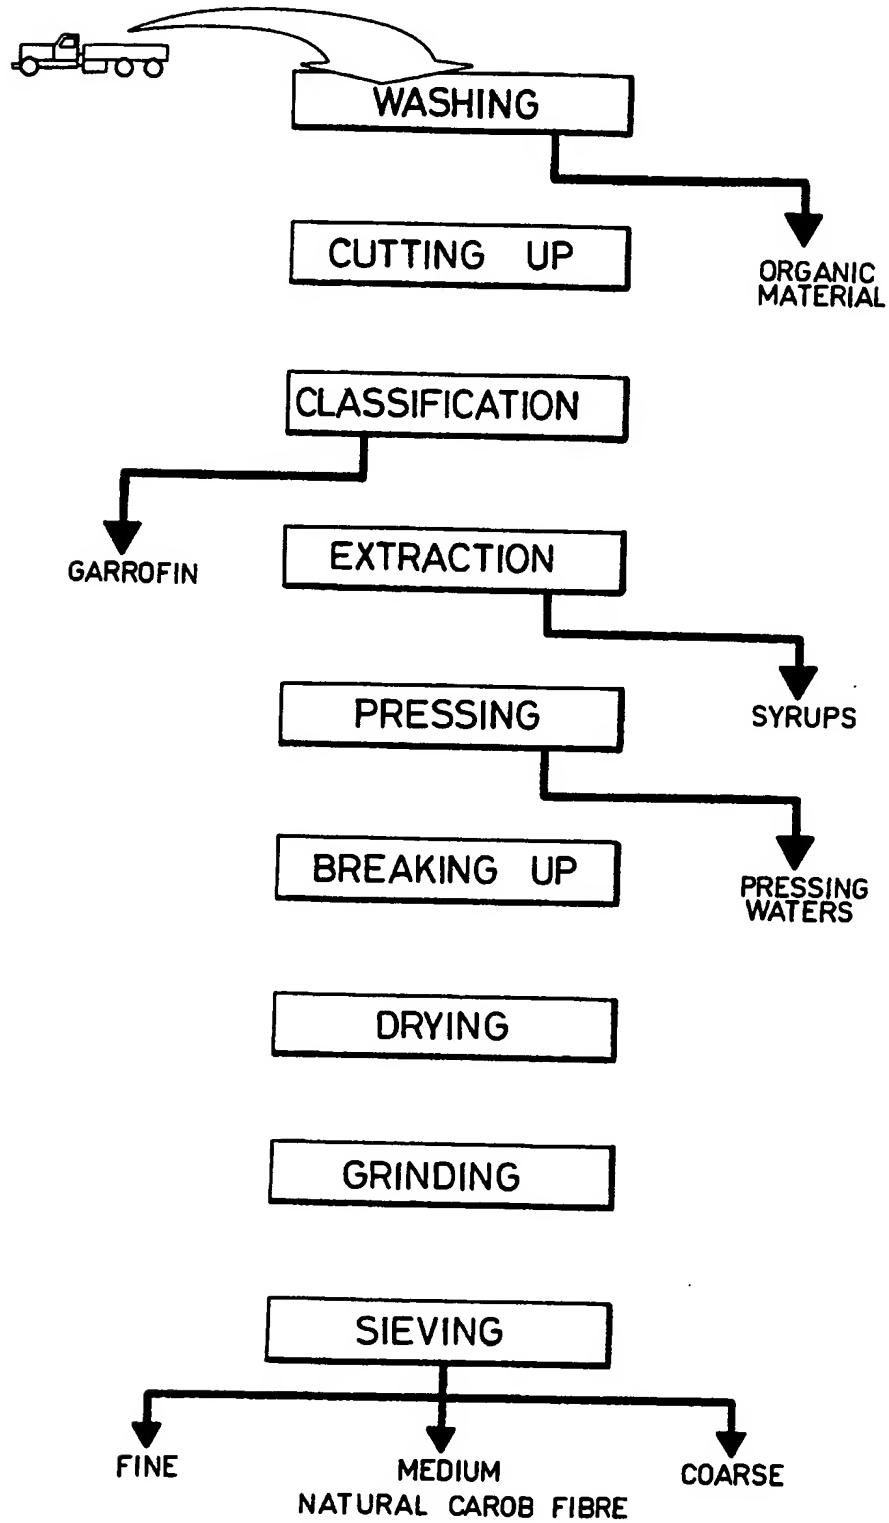 WASHING
ORGANIC
MATERIAL
CUTTING UP
CLASSIFICATION
GARROFIN
EXTRACTION
SYRUPS
PRESSING
PRESSING
WATERS
BREAKING UP
DRYING
GRINDING
SIEVING
FINE
MEDIUM
COARSE
NATURAL CAROB FIBRE